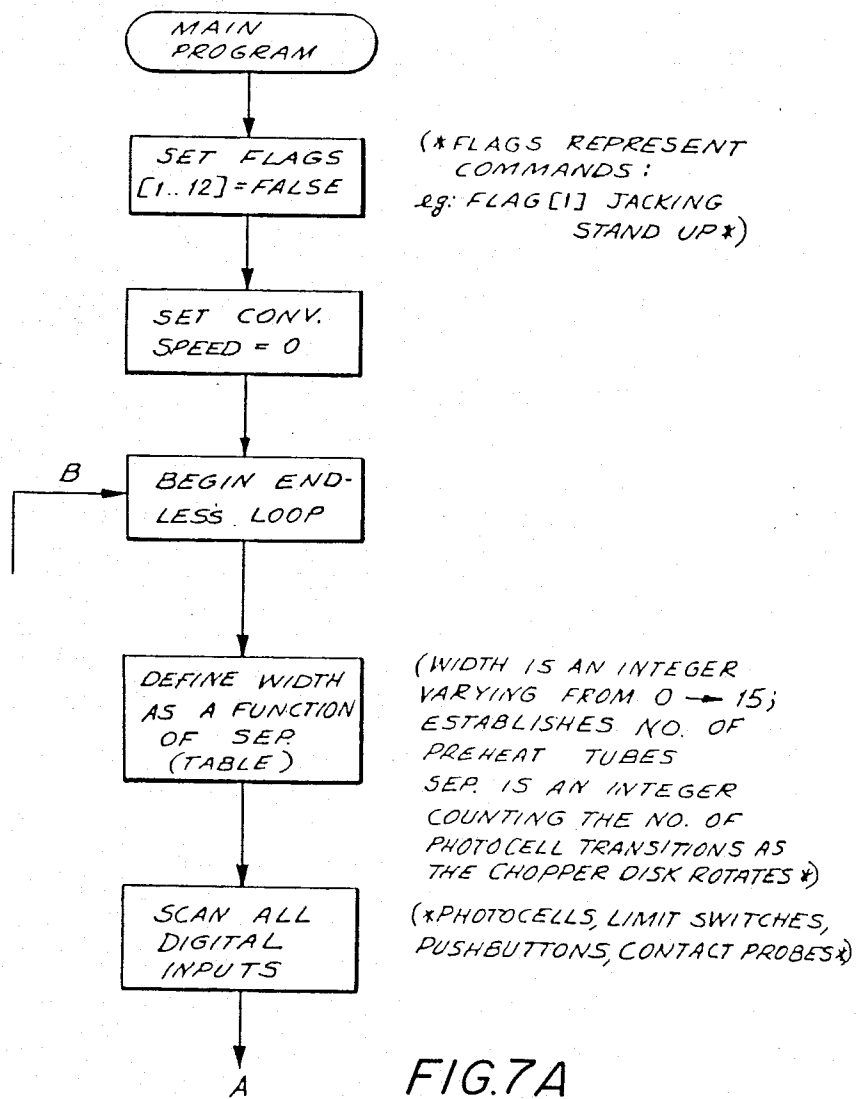 MAIN
PROGRAM
SET FLAGS
[1..12]=FALSE
(*FLAGS REPRESENT
COMMANDS:
eg: FLAG[1] JACKING
STAND UP*)
SET CONV.
SPEED = 0
B
BEGIN END-
LESS LOOP
DEFINE WIDTH
AS A FUNCTION
OF SEP.
(TABLE)
(WIDTH IS AN INTEGER
VARYING FROM 0 → 15;
ESTABLISHES NO. OF
PREHEAT TUBES
SEP. IS AN INTEGER
COUNTING THE NO. OF
PHOTOCELL TRANSITIONS AS
THE CHOPPER DISK ROTATES*)
SCAN ALL
DIGITAL
INPUTS
(*PHOTOCELLS, LIMIT SWITCHES,
PUSHBUTTONS, CONTACT PROBES*)
A
FIG.7A